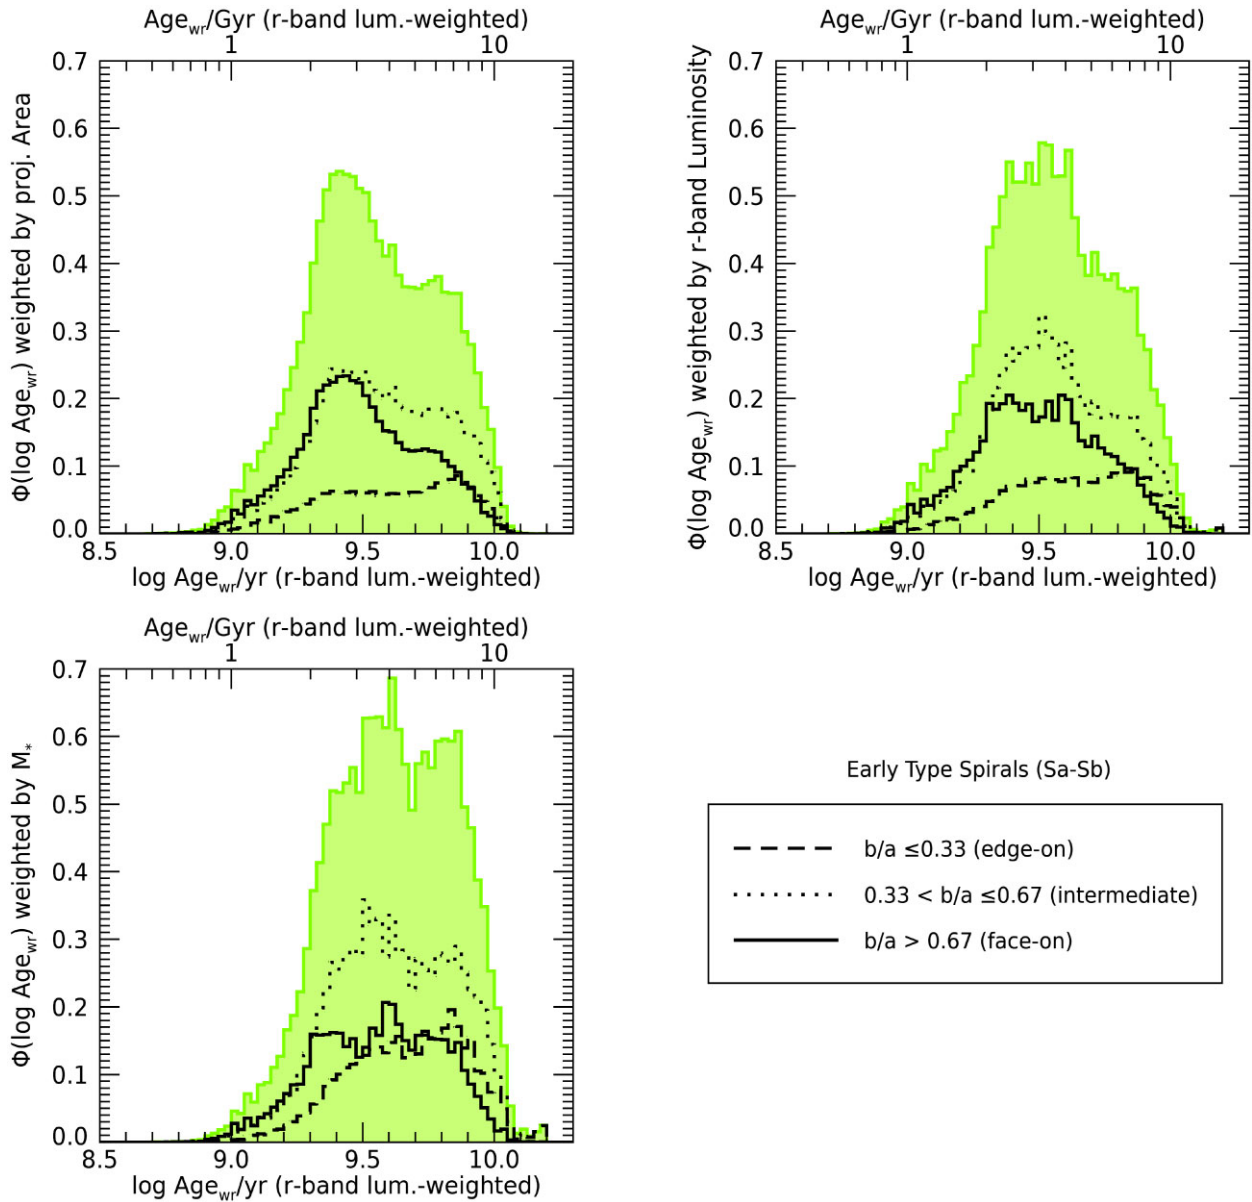 Age_wr/Gyr (r-band lum.-weighted)
1 10
0.7
0.6
0.5
0.4
0.3
0.2
0.1
0.0
Φ(log Age_wr) weighted by proj. Area
8.5 9.0 9.5 10.0
log Age_wr/yr (r-band lum.-weighted)
Age_wr/Gyr (r-band lum.-weighted)
1 10
0.7
0.6
0.5
0.4
0.3
0.2
0.1
0.0
Φ(log Age_wr) weighted by r-band Luminosity
8.5 9.0 9.5 10.0
log Age_wr/yr (r-band lum.-weighted)
Age_wr/Gyr (r-band lum.-weighted)
1 10
0.7
0.6
0.5
0.4
0.3
0.2
0.1
0.0
Φ(log Age_wr) weighted by M_*
8.5 9.0 9.5 10.0
log Age_wr/yr (r-band lum.-weighted)
Early Type Spirals (Sa-Sb)
b/a ≤0.33 (edge-on)
0.33 < b/a ≤0.67 (intermediate)
b/a > 0.67 (face-on)